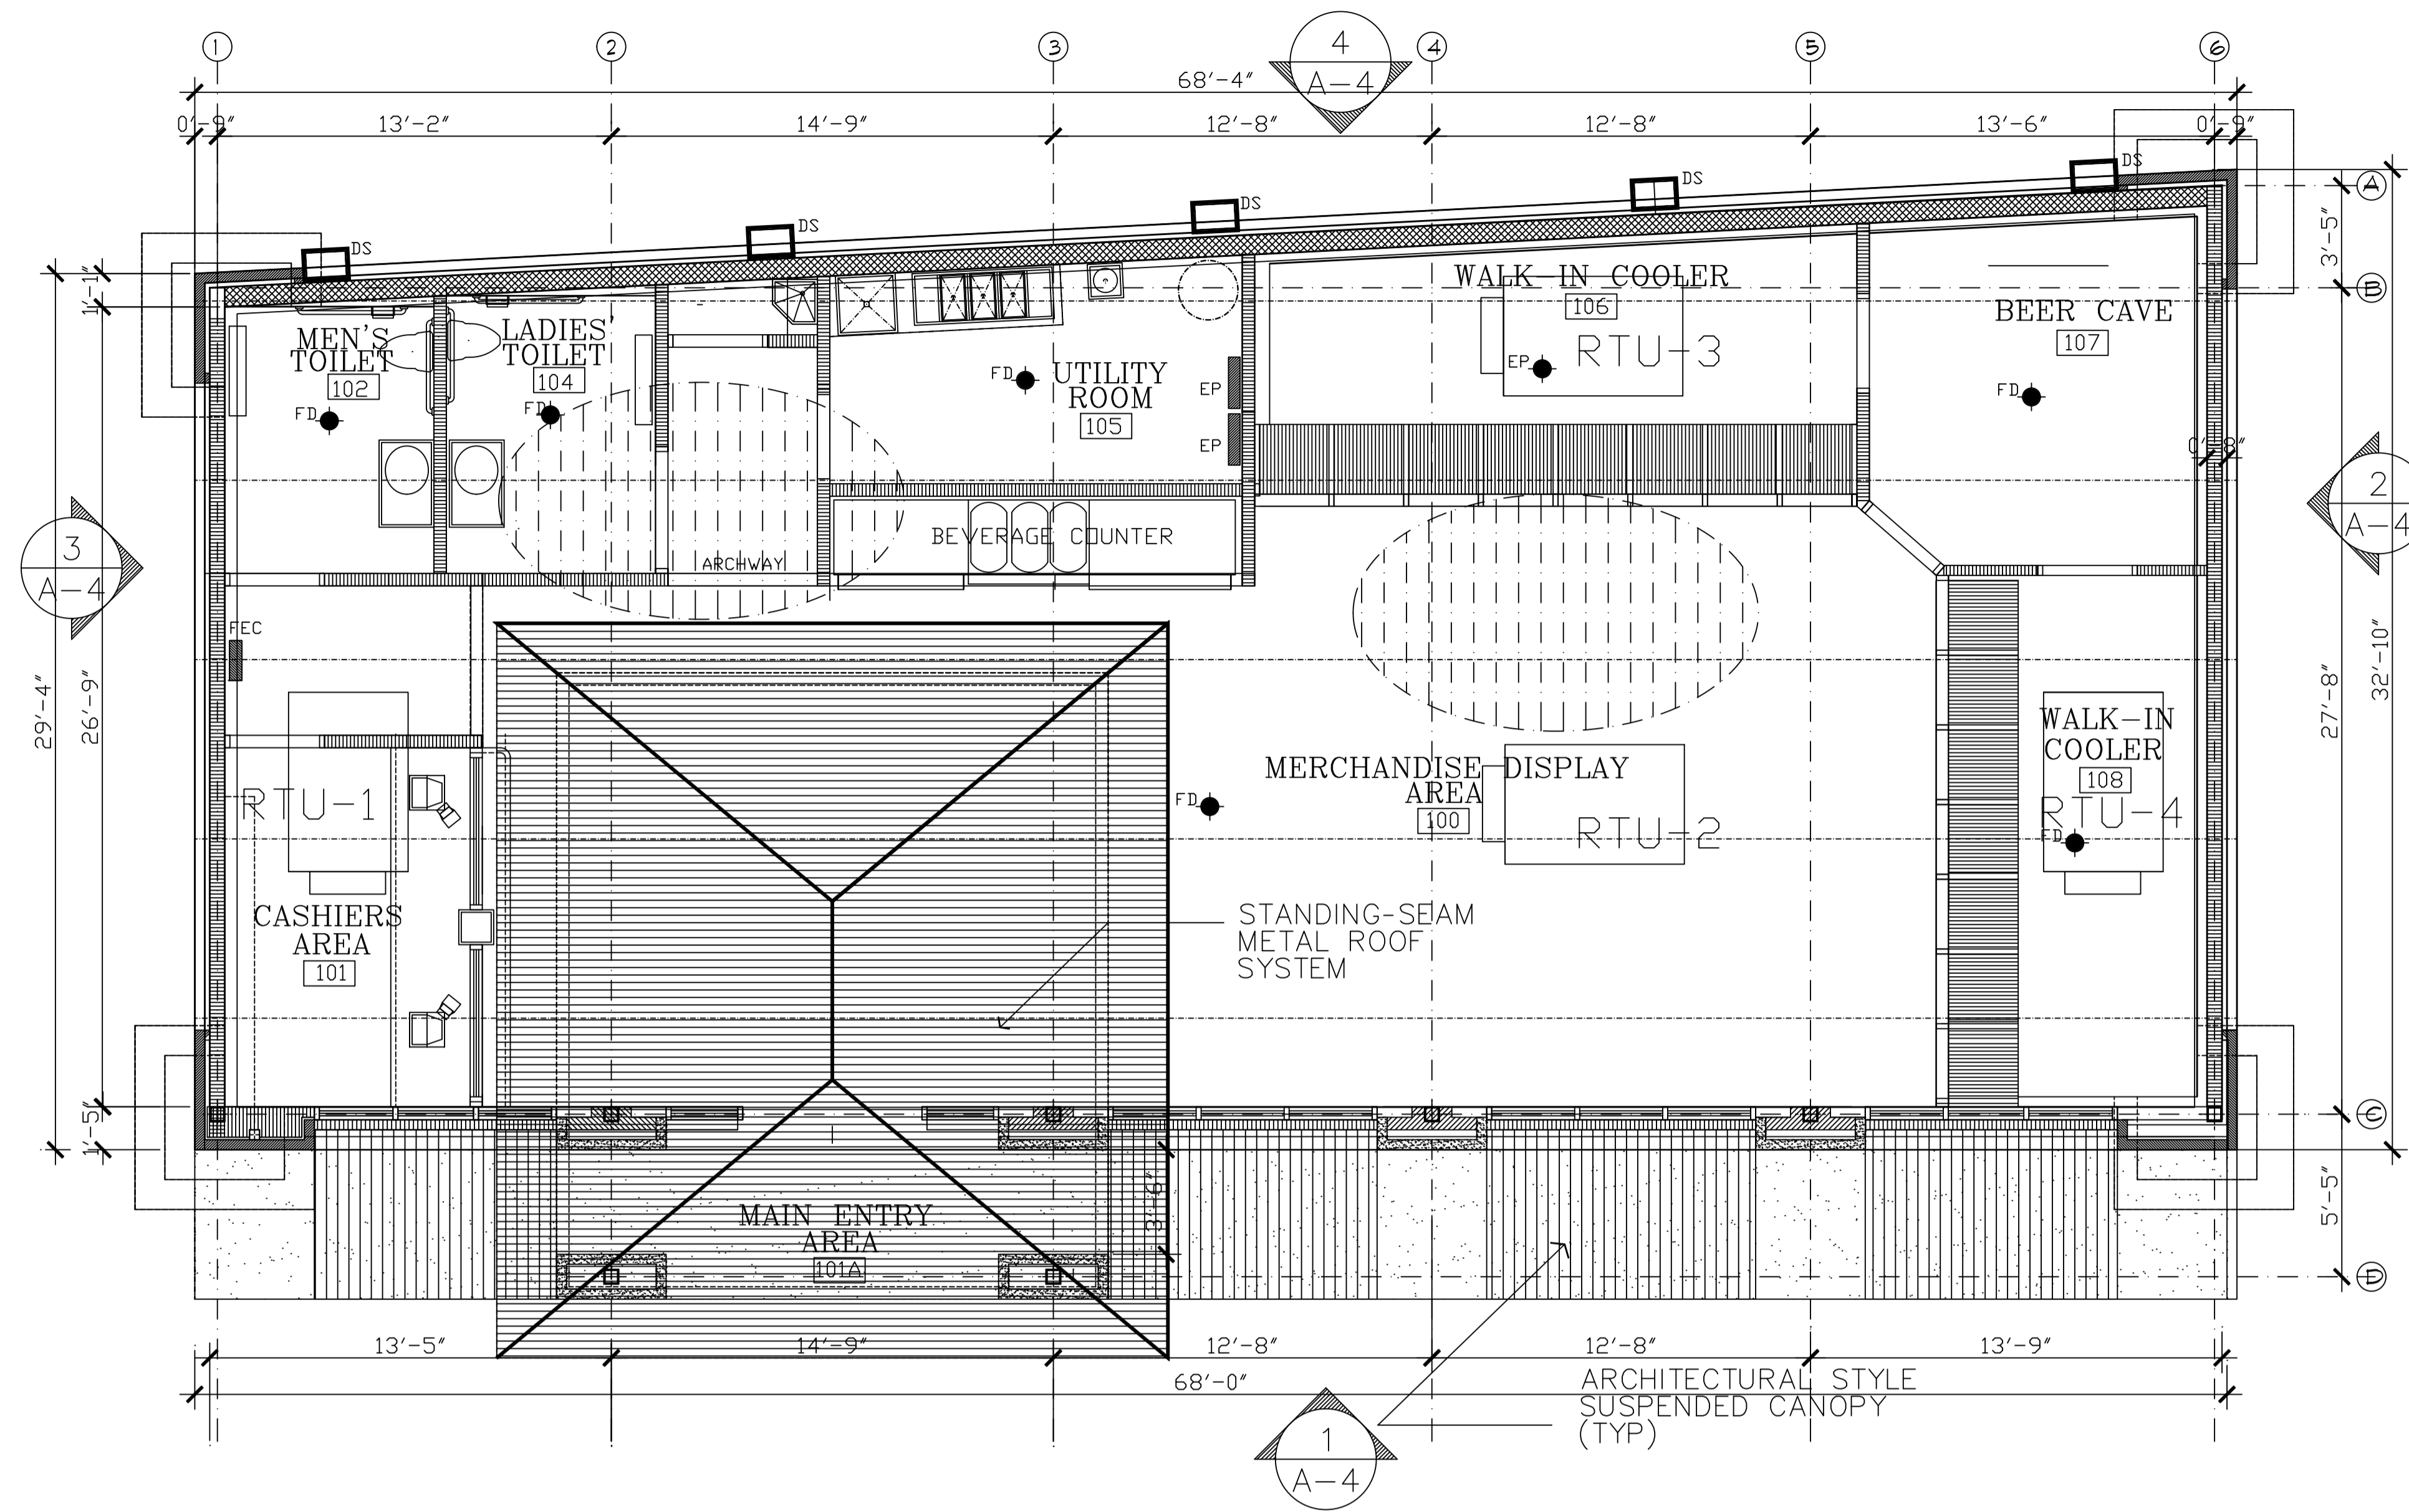 1
2
3
4
5
6
4
A-4
68'-4"
0'-9"
13'-2"
14'-9"
12'-8"
12'-8"
13'-6"
0'-9"
DS
DS
DS
DS
DS
A
3'-5"
B
1'-1"
MEN'S
TOILET
102
FD
LADIES'
TOILET
104
FD
FD
UTILITY
ROOM
105
EP
EP
WALK-IN COOLER
106
EP
RTU-3
BEER CAVE
107
FD
0'-8"
2
A-4
3
A-4
ARCHWAY
BEVERAGE COUNTER
FEC
29'-4"
26'-9"
27'-8"
32'-10"
RTU-1
CASHIERS
AREA
101
FD
MERCHANDISE DISPLAY
AREA
100
RTU-2
WALK-IN
COOLER
108
RTU-4
FD
STANDING-SEAM
METAL ROOF
SYSTEM
1'-5"
C
3'-6"
5'-5"
MAIN ENTRY
AREA
101A
D
13'-5"
14'-9"
12'-8"
12'-8"
13'-9"
68'-0"
ARCHITECTURAL STYLE
SUSPENDED CANOPY
(TYP)
1
A-4